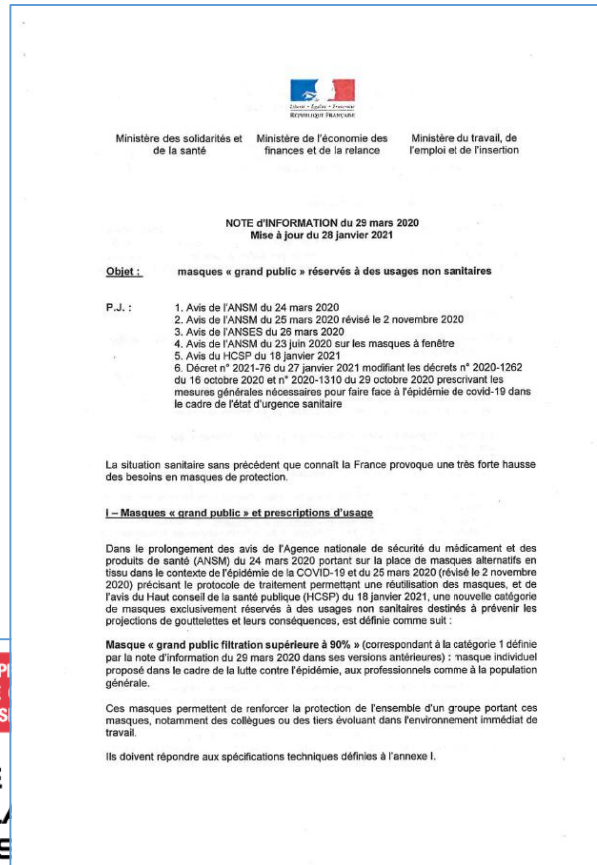 Liberté • Égalité • Fraternité
RÉPUBLIQUE FRANÇAISE
Ministère des solidarités et de la santé
Ministère de l'économie des finances et de la relance
Ministère du travail, de l'emploi et de l'insertion
NOTE d'INFORMATION du 29 mars 2020
Mise à jour du 28 janvier 2021
Objet : masques « grand public » réservés à des usages non sanitaires
P.J. : 1. Avis de l'ANSM du 24 mars 2020
2. Avis de l'ANSM du 25 mars 2020 révisé le 2 novembre 2020
3. Avis de l'ANSES du 26 mars 2020
4. Avis de l'ANSM du 23 juin 2020 sur les masques à fenêtre
5. Avis du HCSP du 18 janvier 2021
6. Décret n° 2021-76 du 27 janvier 2021 modifiant les décrets n° 2020-1262
du 16 octobre 2020 et n° 2020-1310 du 29 octobre 2020 prescrivant les
mesures générales nécessaires pour faire face à l'épidémie de covid-19 dans
le cadre de l'état d'urgence sanitaire
La situation sanitaire sans précédent que connaît la France provoque une très forte hausse
des besoins en masques de protection.
I – Masques « grand public » et prescriptions d'usage
Dans le prolongement des avis de l'Agence nationale de sécurité du médicament et des
produits de santé (ANSM) du 24 mars 2020 portant sur la place de masques alternatifs en
tissu dans le contexte de l'épidémie de la COVID-19 et du 25 mars 2020 (révisé le 2 novembre
2020) précisant le protocole de traitement permettant une réutilisation des masques, et de
l'avis du Haut conseil de la santé publique (HCSP) du 18 janvier 2021, une nouvelle catégorie
de masques exclusivement réservés à des usages non sanitaires destinés à prévenir les
projections de gouttelettes et leurs conséquences, est définie comme suit :
Masque « grand public filtration supérieure à 90% » (correspondant à la catégorie 1 définie
par la note d'information du 29 mars 2020 dans ses versions antérieures) : masque individuel
proposé dans le cadre de la lutte contre l'épidémie, aux professionnels comme à la population
générale.
Ces masques permettent de renforcer la protection de l'ensemble d'un groupe portant ces
masques, notamment des collègues ou des tiers évoluant dans l'environnement immédiat de
travail.
Ils doivent répondre aux spécifications techniques définies à l'annexe I.